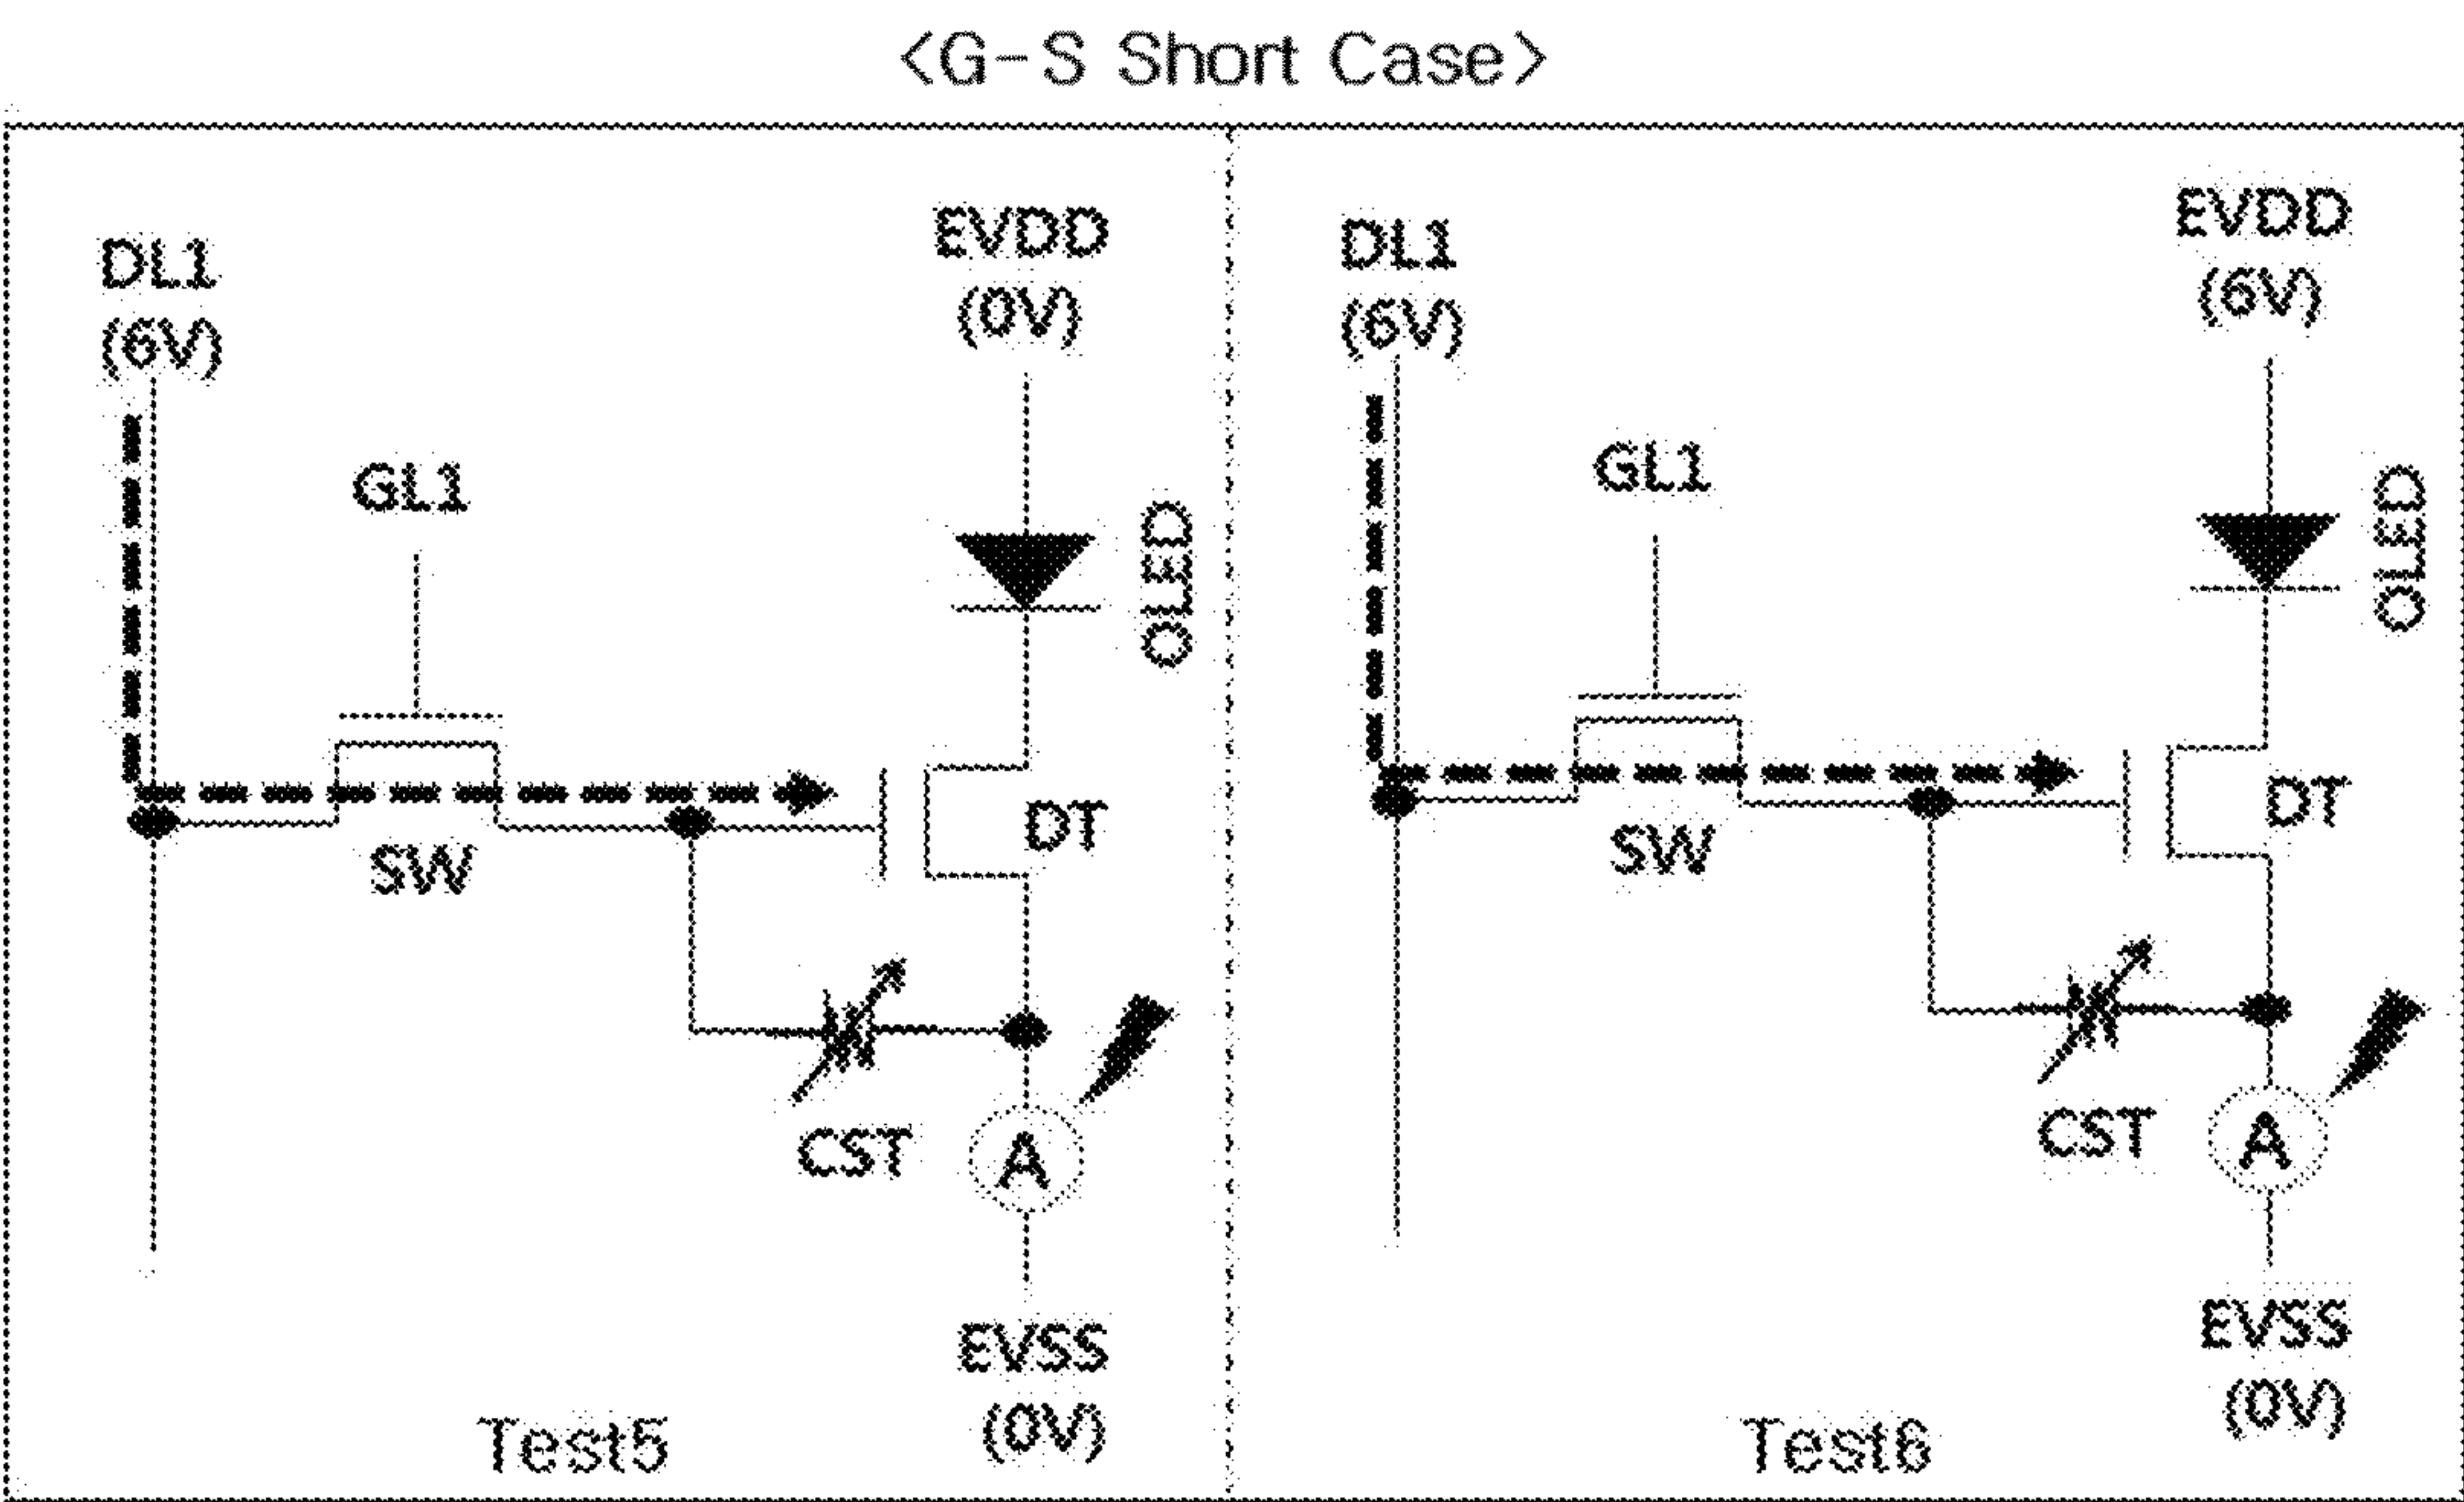 <G-S Short Case>
DL1
(6V)
GL1
SW
EVDD
(0V)
OLED
DT
CST
A
EVSS
(0V)
Test5
DL1
(6V)
GL1
SW
EVDD
(6V)
OLED
DT
CST
A
EVSS
(0V)
Test6